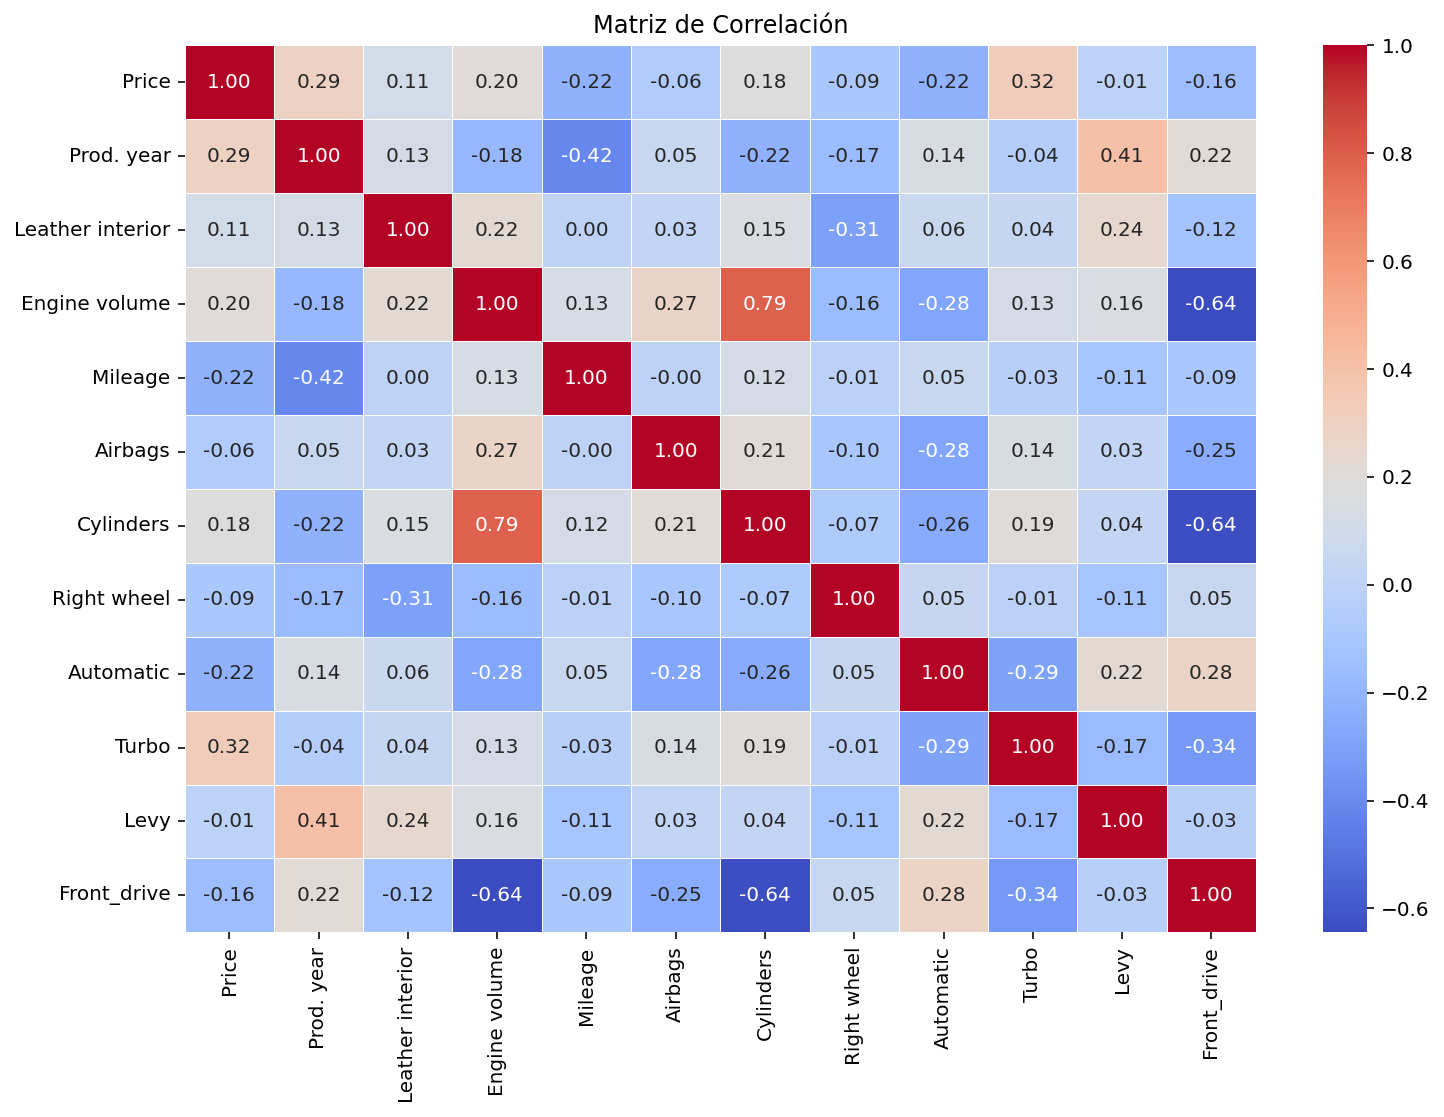 Matriz de Correlación
Price 1.00 0.29 0.11 0.20 -0.22 -0.06 0.18 -0.09 -0.22 0.32 -0.01 -0.16
Prod. year 0.29 1.00 0.13 -0.18 -0.42 0.05 -0.22 -0.17 0.14 -0.04 0.41 0.22
Leather interior 0.11 0.13 1.00 0.22 0.00 0.03 0.15 -0.31 0.06 0.04 0.24 -0.12
Engine volume 0.20 -0.18 0.22 1.00 0.13 0.27 0.79 -0.16 -0.28 0.13 0.16 -0.64
Mileage -0.22 -0.42 0.00 0.13 1.00 -0.00 0.12 -0.01 0.05 -0.03 -0.11 -0.09
Airbags -0.06 0.05 0.03 0.27 -0.00 1.00 0.21 -0.10 -0.28 0.14 0.03 -0.25
Cylinders 0.18 -0.22 0.15 0.79 0.12 0.21 1.00 -0.07 -0.26 0.19 0.04 -0.64
Right wheel -0.09 -0.17 -0.31 -0.16 -0.01 -0.10 -0.07 1.00 0.05 -0.01 -0.11 0.05
Automatic -0.22 0.14 0.06 -0.28 0.05 -0.28 -0.26 0.05 1.00 -0.29 0.22 0.28
Turbo 0.32 -0.04 0.04 0.13 -0.03 0.14 0.19 -0.01 -0.29 1.00 -0.17 -0.34
Levy -0.01 0.41 0.24 0.16 -0.11 0.03 0.04 -0.11 0.22 -0.17 1.00 -0.03
Front_drive -0.16 0.22 -0.12 -0.64 -0.09 -0.25 -0.64 0.05 0.28 -0.34 -0.03 1.00
Price
Prod. year
Leather interior
Engine volume
Mileage
Airbags
Cylinders
Right wheel
Automatic
Turbo
Levy
Front_drive
1.0
0.8
0.6
0.4
0.2
0.0
−0.2
−0.4
−0.6